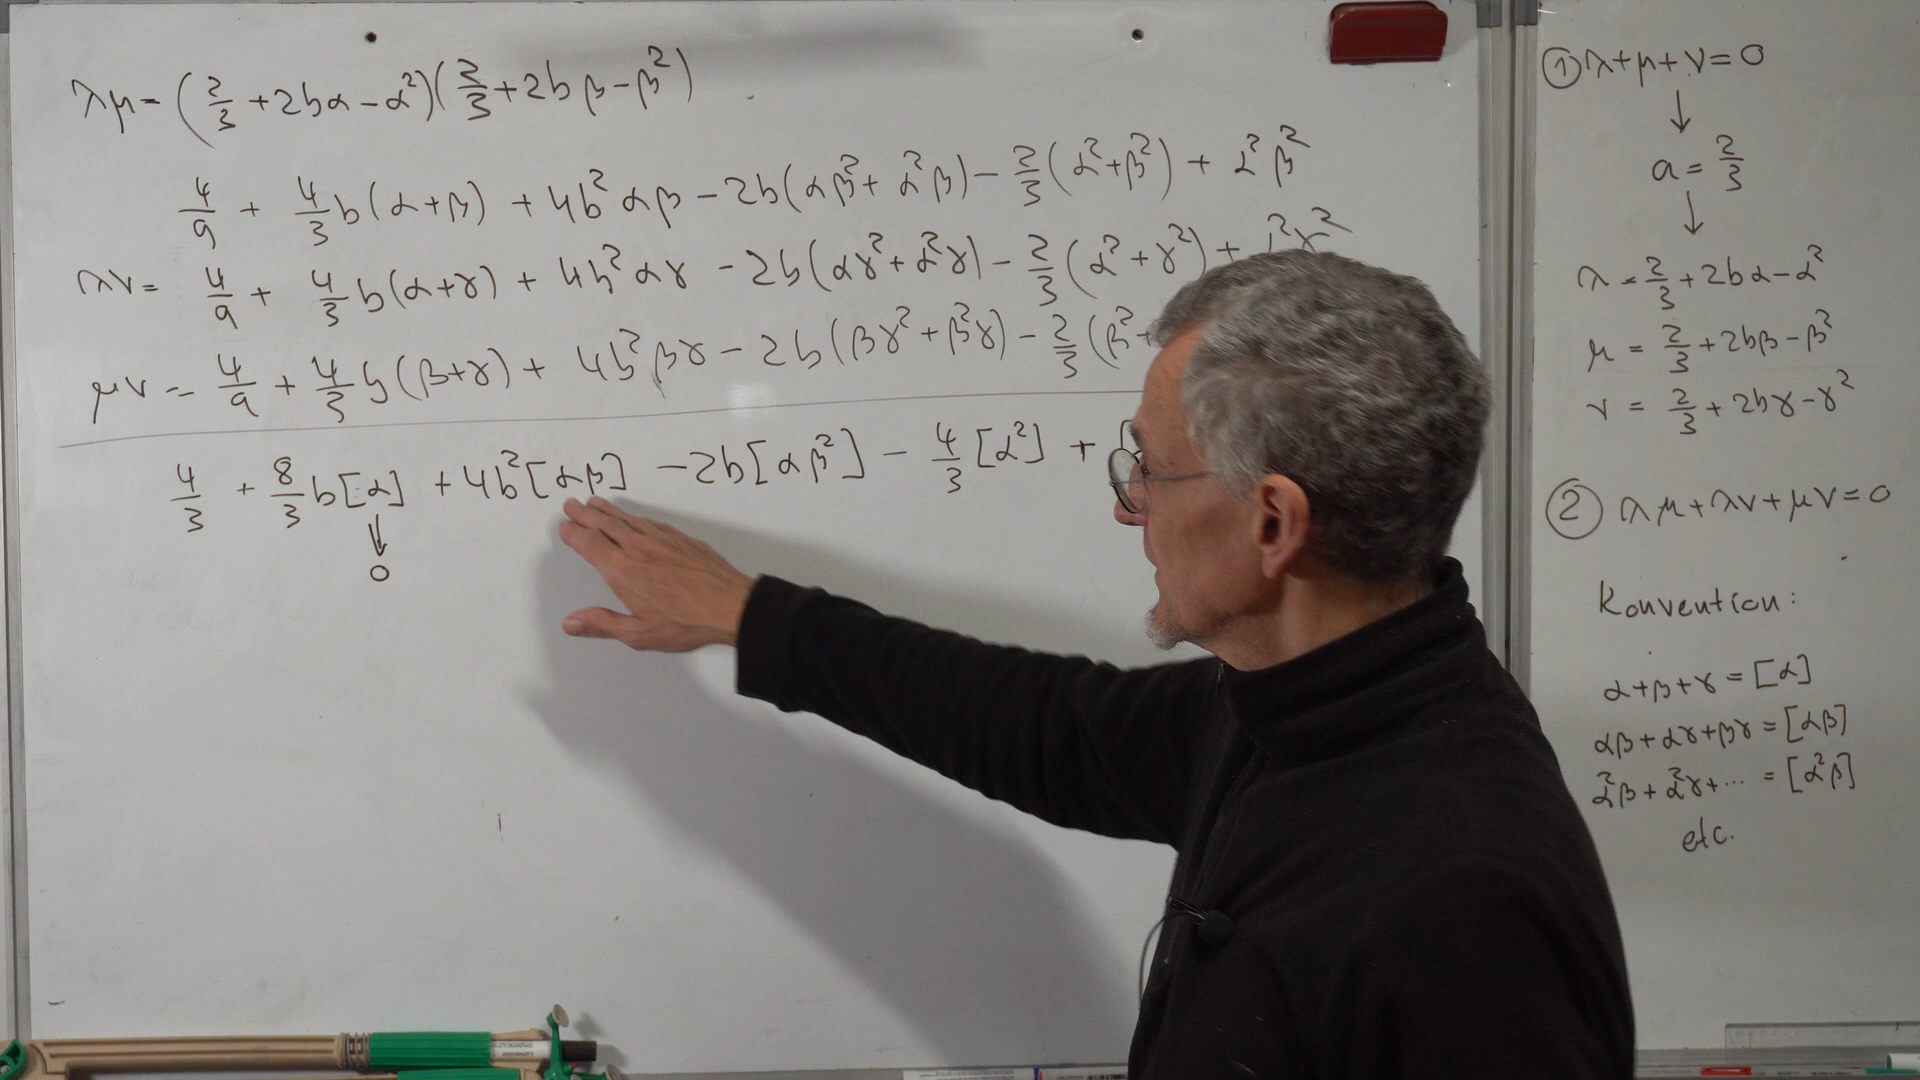 λμ = (2/3 + 2bα − α²)(2/3 + 2bβ − β²)
4/9 + 4/3 b(α+β) + 4b²αβ − 2b(αβ² + α²β) − 2/3(α²+β²) + α²β²
λν = 4/9 + 4/3 b(α+γ) + 4b²αγ − 2b(αγ² + α²γ) − 2/3(α²+γ²) + α²γ²
μν = 4/9 + 4/3 b(β+γ) + 4b²βγ − 2b(βγ² + β²γ) − 2/3(β²+
4/3 + 8/3 b[α] + 4b²[αβ] − 2b[αβ²] − 4/3[α²] + [
⇓
0
① λ+μ+ν=0
↓
a = 2/3
↓
λ = 2/3 + 2bα − α²
μ = 2/3 + 2bβ − β²
ν = 2/3 + 2bγ − γ²
② λμ + λν + μν = 0
Konvention:
α+β+γ = [α]
αβ + αγ + βγ = [αβ]
α²β + α²γ + ... = [α²β]
etc.